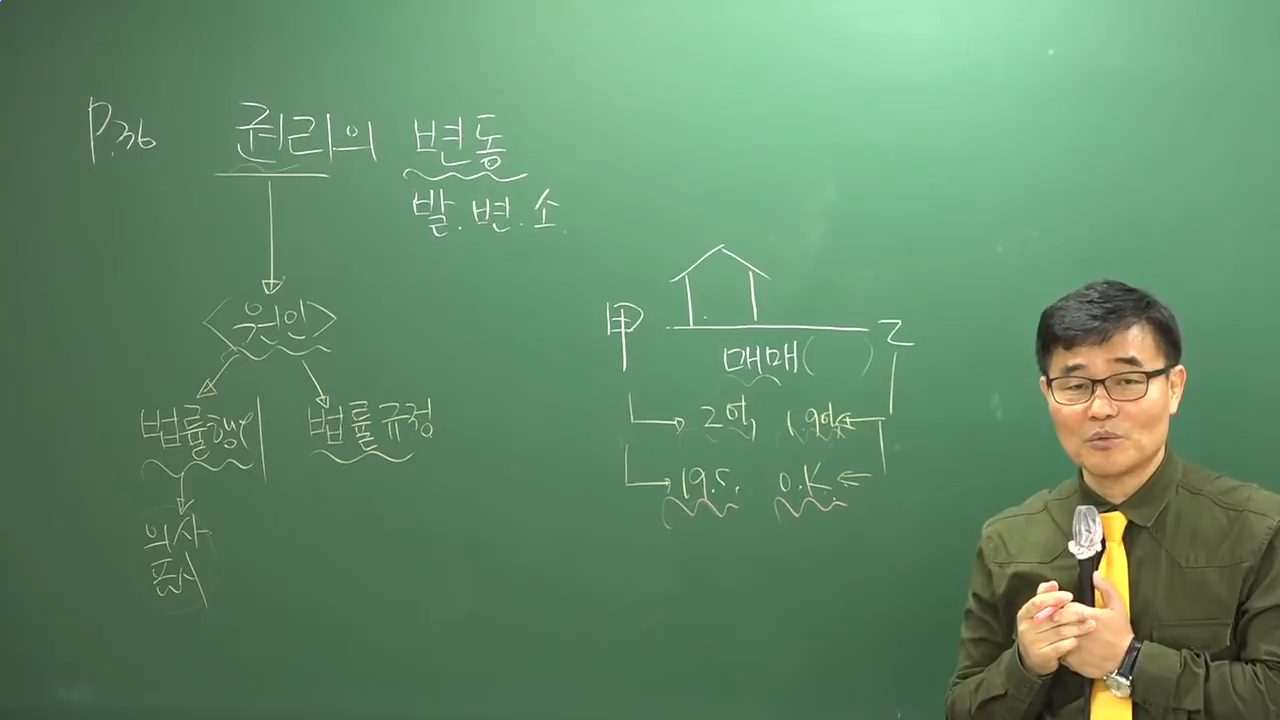 P.36 권리의 변동
발.변.소.
<원인>
법률행위 법률규정
의사
표시
甲 乙
매매( )
2억, 1.9억
19.5. O.K.